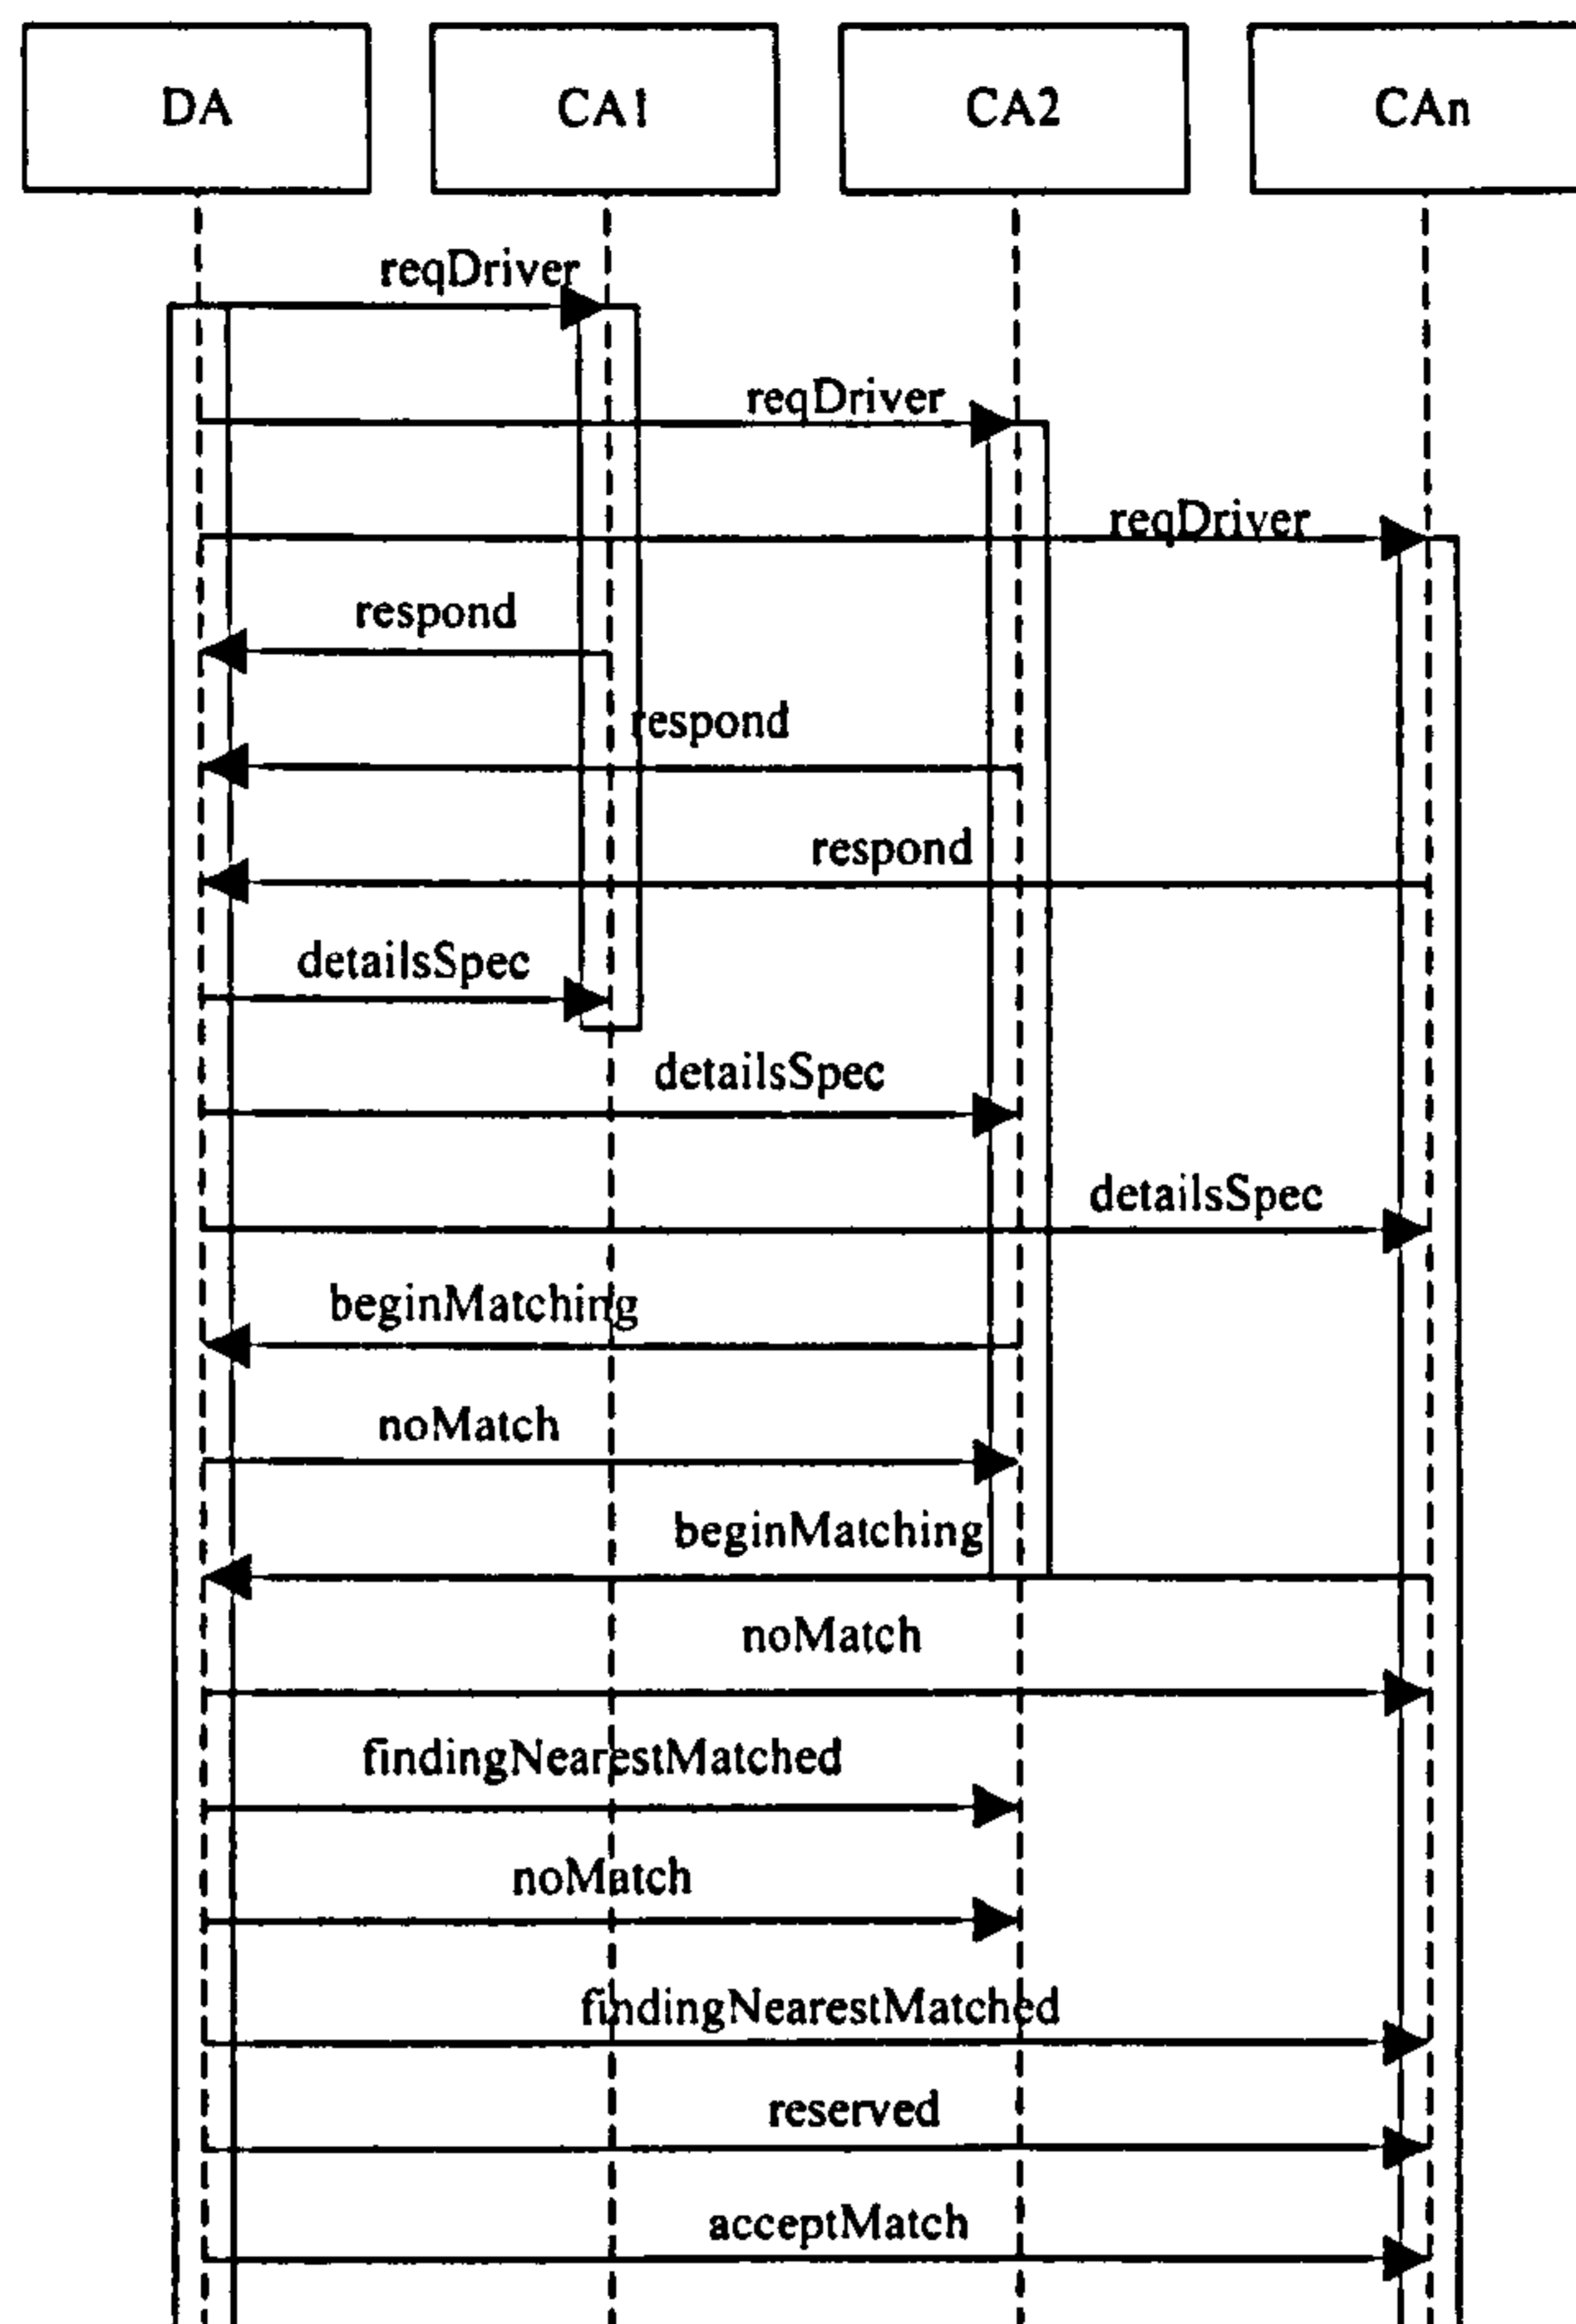 DA
CA1
CA2
CAn
reqDriver
reqDriver
reqDriver
respond
respond
respond
detailsSpec
detailsSpec
detailsSpec
beginMatching
noMatch
beginMatching
noMatch
findingNearestMatched
noMatch
findingNearestMatched
reserved
acceptMatch